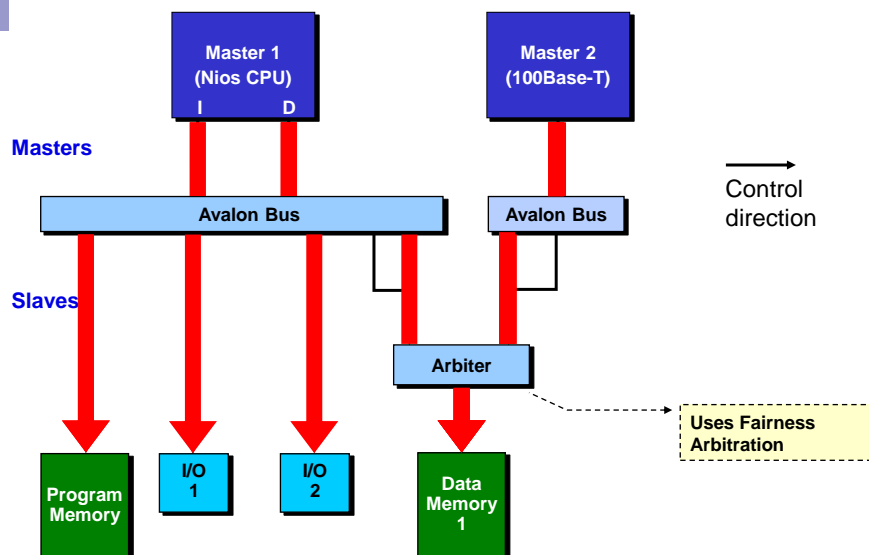 Master 1
(Nios CPU)
I D
Master 2
(100Base-T)
Masters
Control
direction
Avalon Bus
Avalon Bus
Slaves
Arbiter
Uses Fairness
Arbitration
Program
Memory
I/O
1
I/O
2
Data
Memory
1